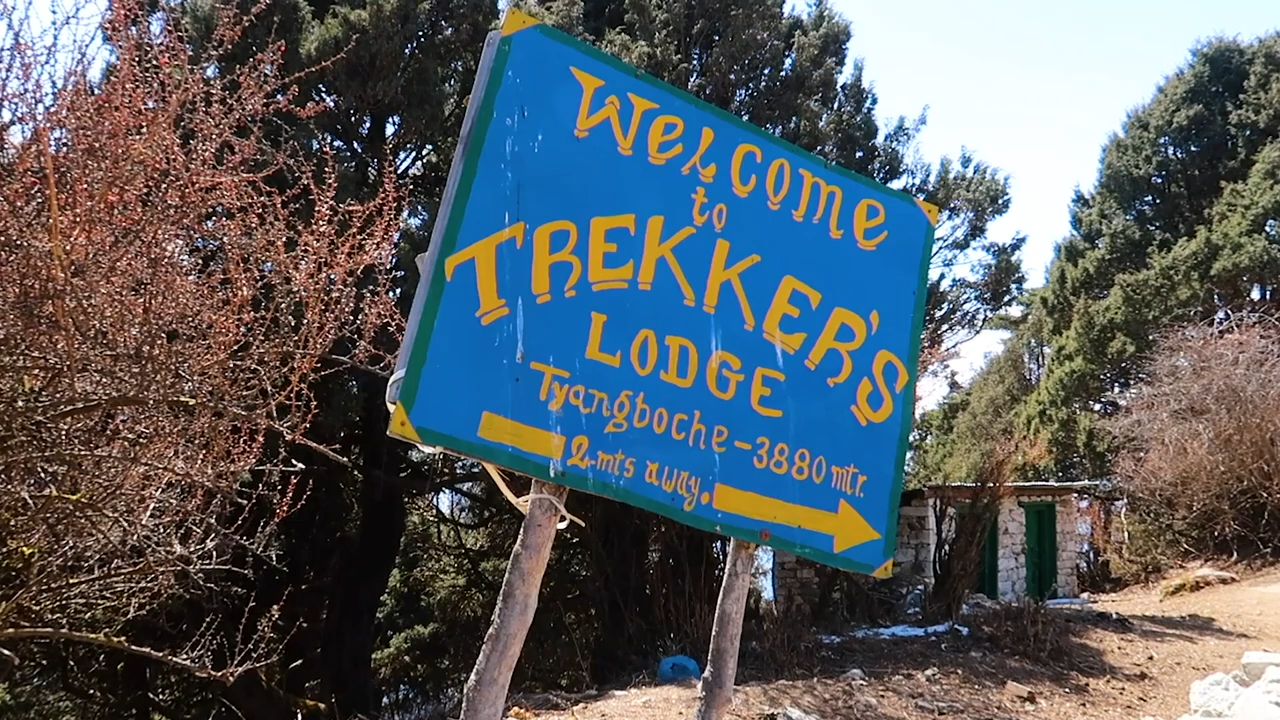 Welcome
to
TREKKER'S
LODGE
Tyangboche-3880 mtr.
2-mts away.